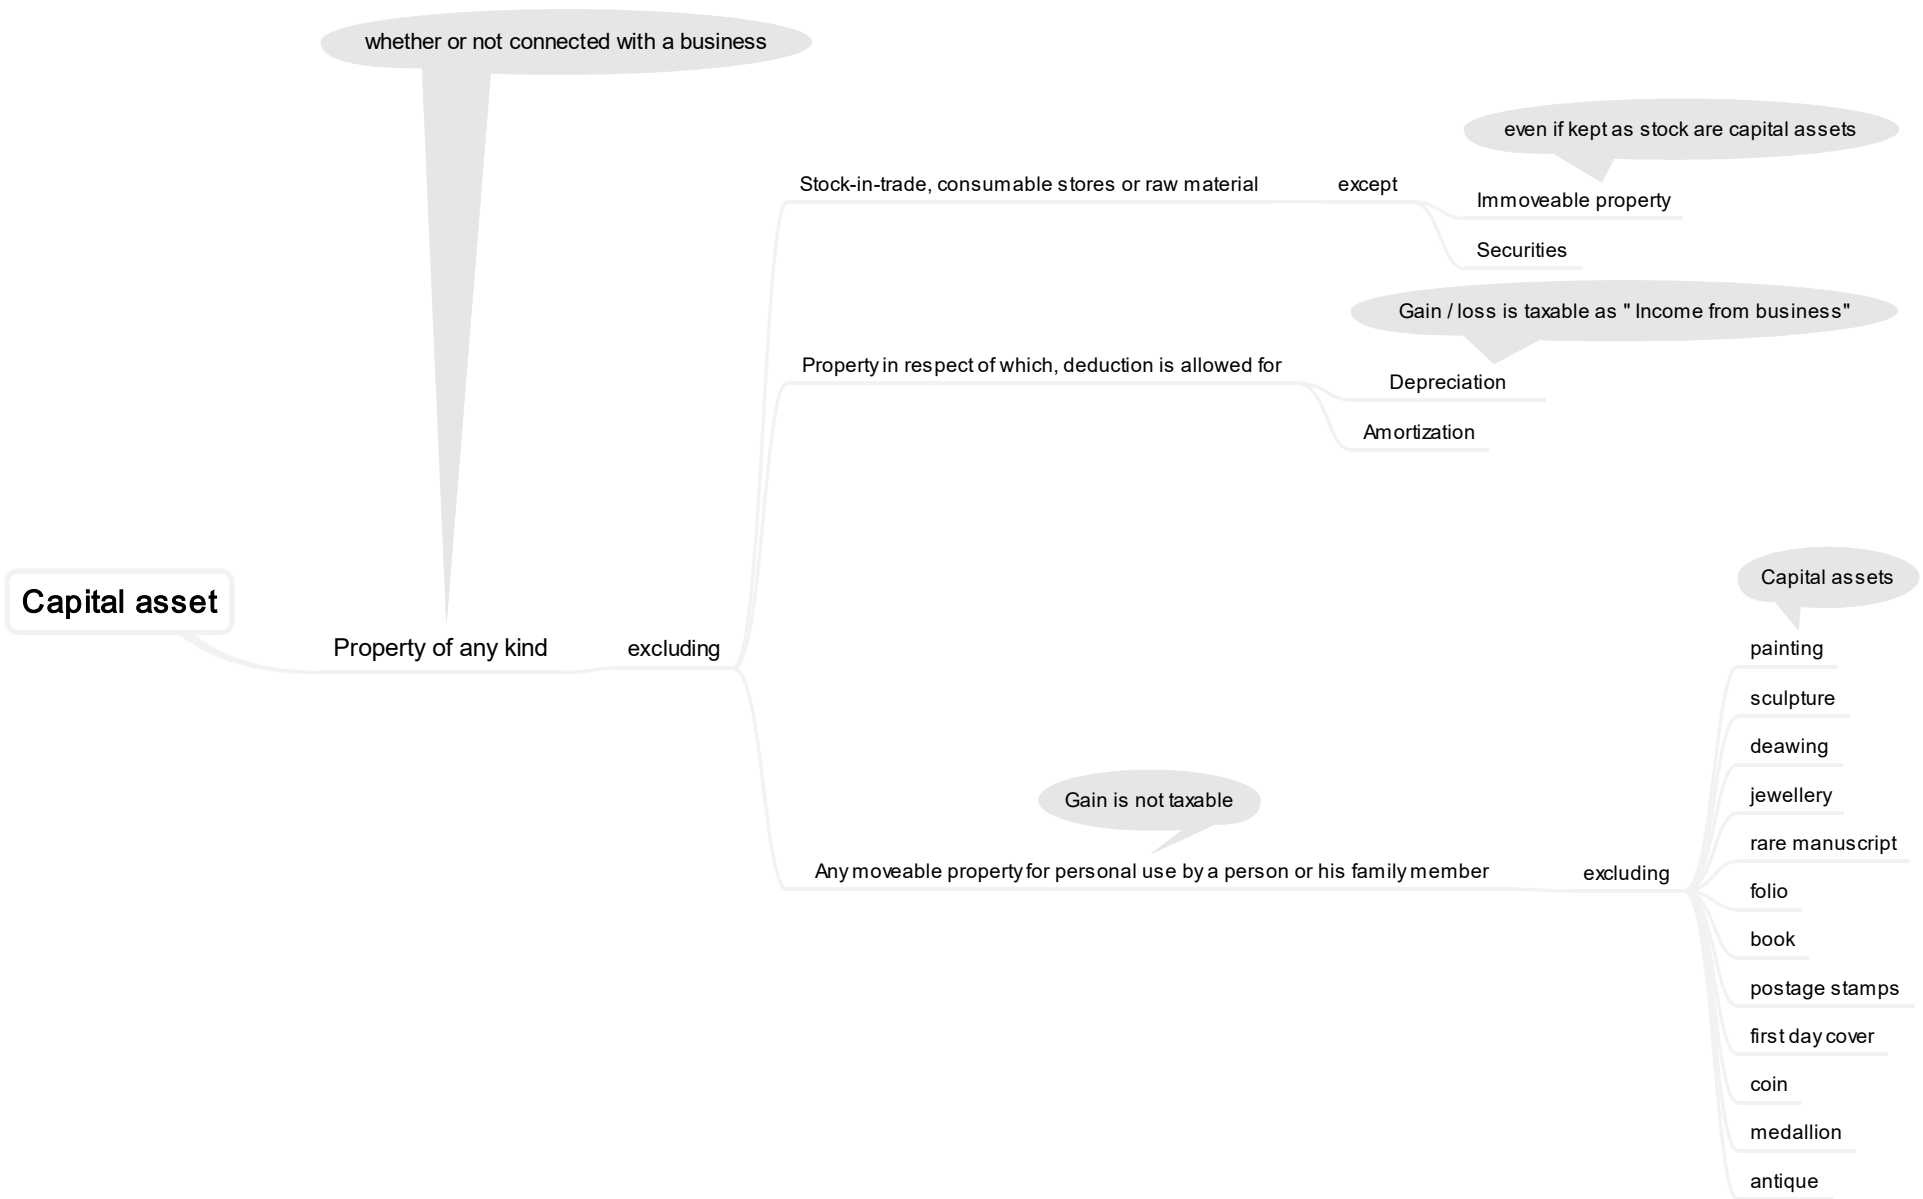 whether or not connected with a business
even if kept as stock are capital assets
Stock-in-trade, consumable stores or raw material
except
Immoveable property
Securities
Gain / loss is taxable as " Income from business"
Property in respect of which, deduction is allowed for
Depreciation
Amortization
Capital asset
Property of any kind
excluding
Gain is not taxable
Any moveable property for personal use by a person or his family member
excluding
Capital assets
painting
sculpture
deawing
jewellery
rare manuscript
folio
book
postage stamps
first day cover
coin
medallion
antique